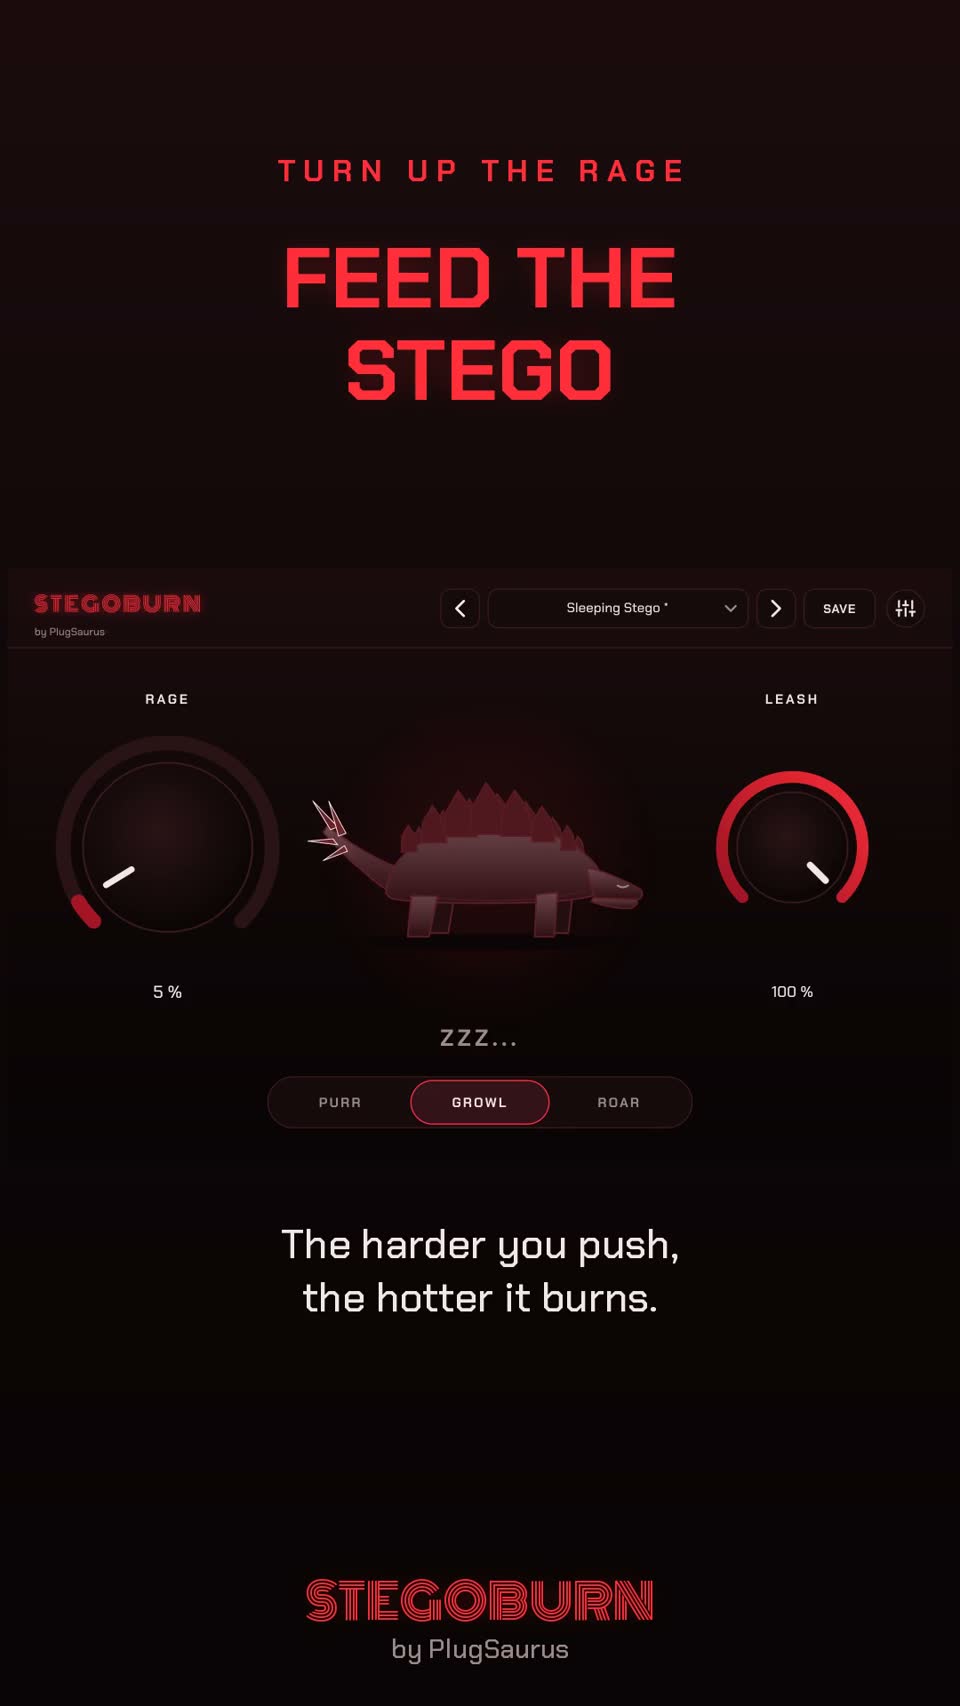 TURN UP THE RAGE
FEED THE
STEGO
STEGOBURN
by PlugSaurus
Sleeping Stego *
SAVE
RAGE
LEASH
5 %
100 %
ZZZ...
PURR
GROWL
ROAR
The harder you push,
the hotter it burns.
STEGOBURN
by PlugSaurus